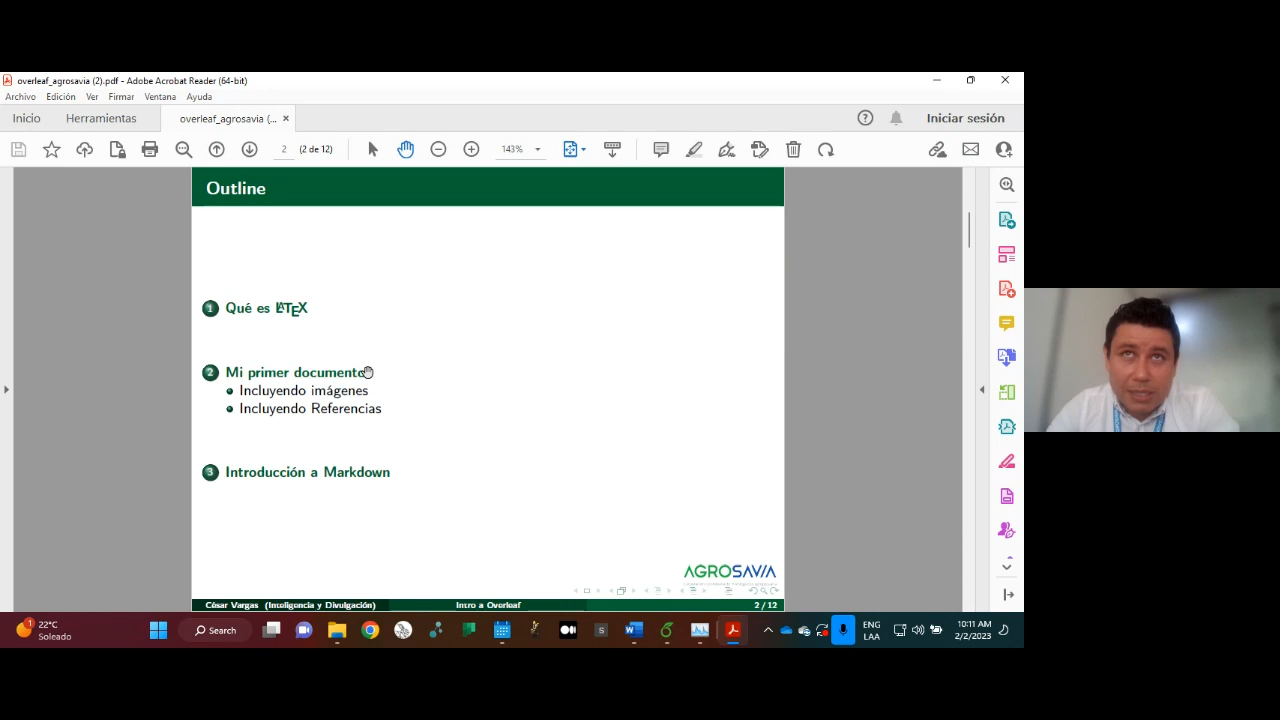 overleaf_agrosavia (2).pdf - Adobe Acrobat Reader (64-bit)
Archivo Edición Ver Firmar Ventana Ayuda
Inicio Herramientas overleaf_agrosavia (... × Iniciar sesión
2 (2 de 12) 143%
Outline
1 Qué es LATEX
2 Mi primer documento
Incluyendo imágenes
Incluyendo Referencias
3 Introducción a Markdown
AGROSAVIA
César Vargas (Inteligencia y Divulgación) Intro a Overleaf 2 / 12
1 22°C
Soleado
Search
ENG
LAA
10:11 AM
2/2/2023